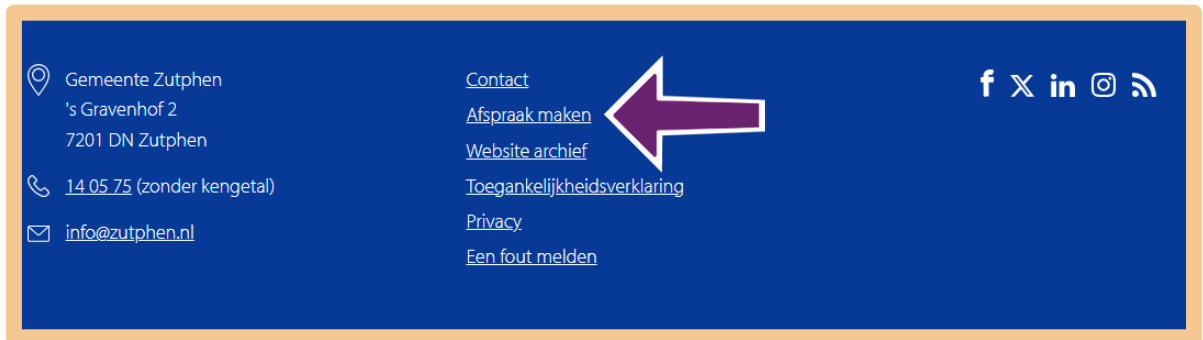 Gemeente Zutphen
's Gravenhof 2
7201 DN Zutphen
14 05 75 (zonder kengetal)
info@zutphen.nl
Contact
Afspraak maken
Website archief
Toegankelijkheidsverklaring
Privacy
Een fout melden